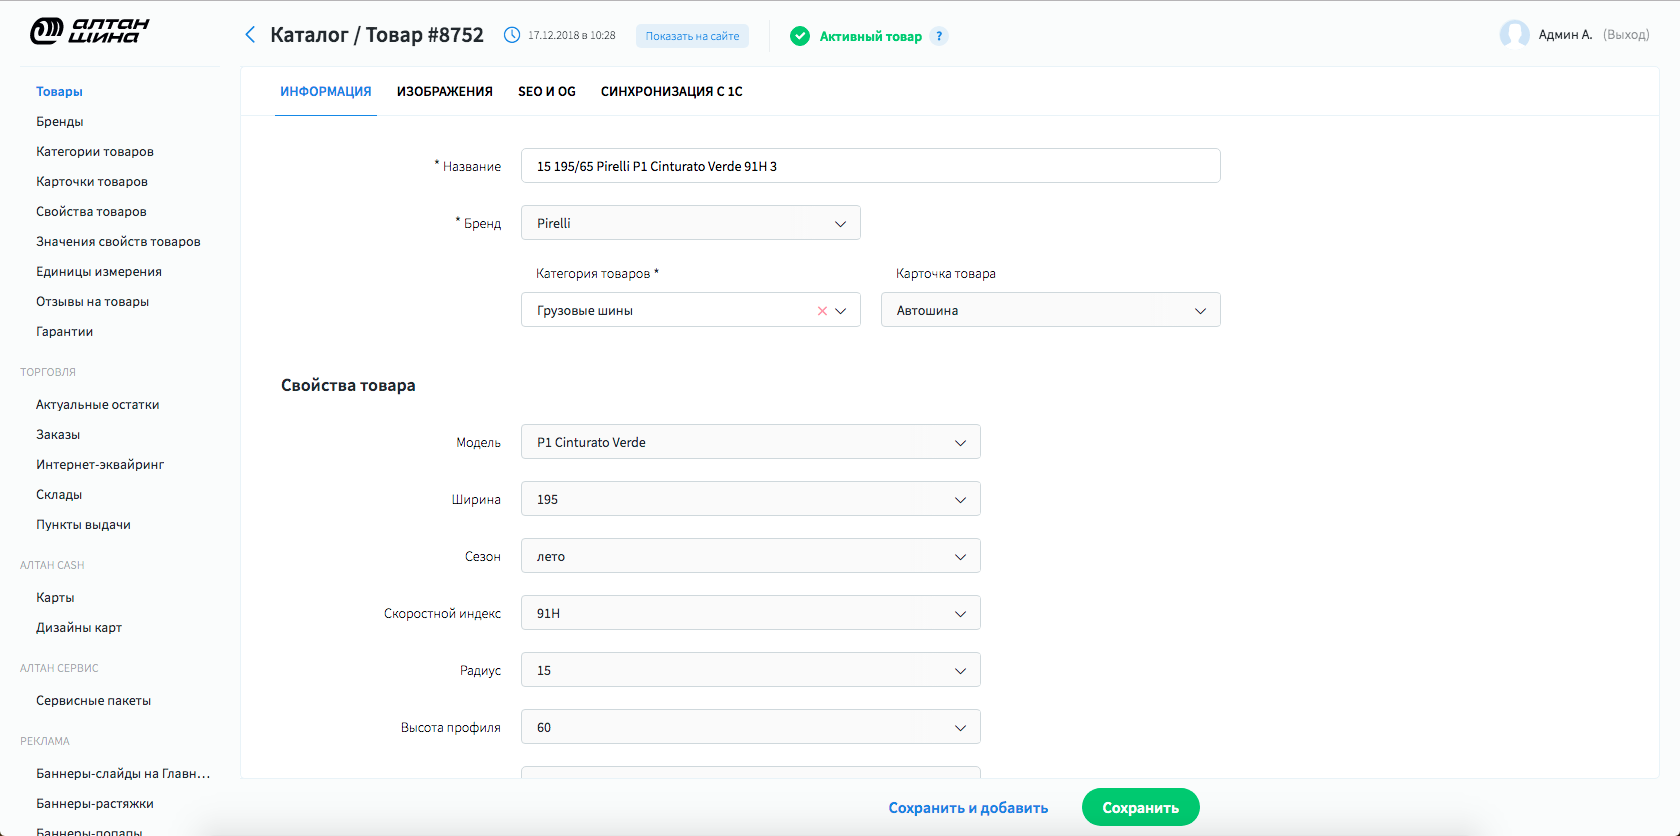 алтан
шина
Каталог / Товар #8752
17.12.2018 в 10:28
Показать на сайте
Активный товар
?
Админ А. (Выход)
Товары
Бренды
Категории товаров
Карточки товаров
Свойства товаров
Значения свойств товаров
Единицы измерения
Отзывы на товары
Гарантии
ТОРГОВЛЯ
Актуальные остатки
Заказы
Интернет-эквайринг
Склады
Пункты выдачи
АЛТАН CASH
Карты
Дизайны карт
АЛТАН СЕРВИС
Сервисные пакеты
РЕКЛАМА
Баннеры-слайды на Главн...
Баннеры-растяжки
Баннеры-попапы
ИНФОРМАЦИЯ
ИЗОБРАЖЕНИЯ
SEO И OG
СИНХРОНИЗАЦИЯ С 1С
* Название
15 195/65 Pirelli P1 Cinturato Verde 91H 3
* Бренд
Pirelli
Категория товаров *
Грузовые шины
Карточка товара
Автошина
Свойства товара
Модель
P1 Cinturato Verde
Ширина
195
Сезон
лето
Скоростной индекс
91H
Радиус
15
Высота профиля
60
Сохранить и добавить
Сохранить